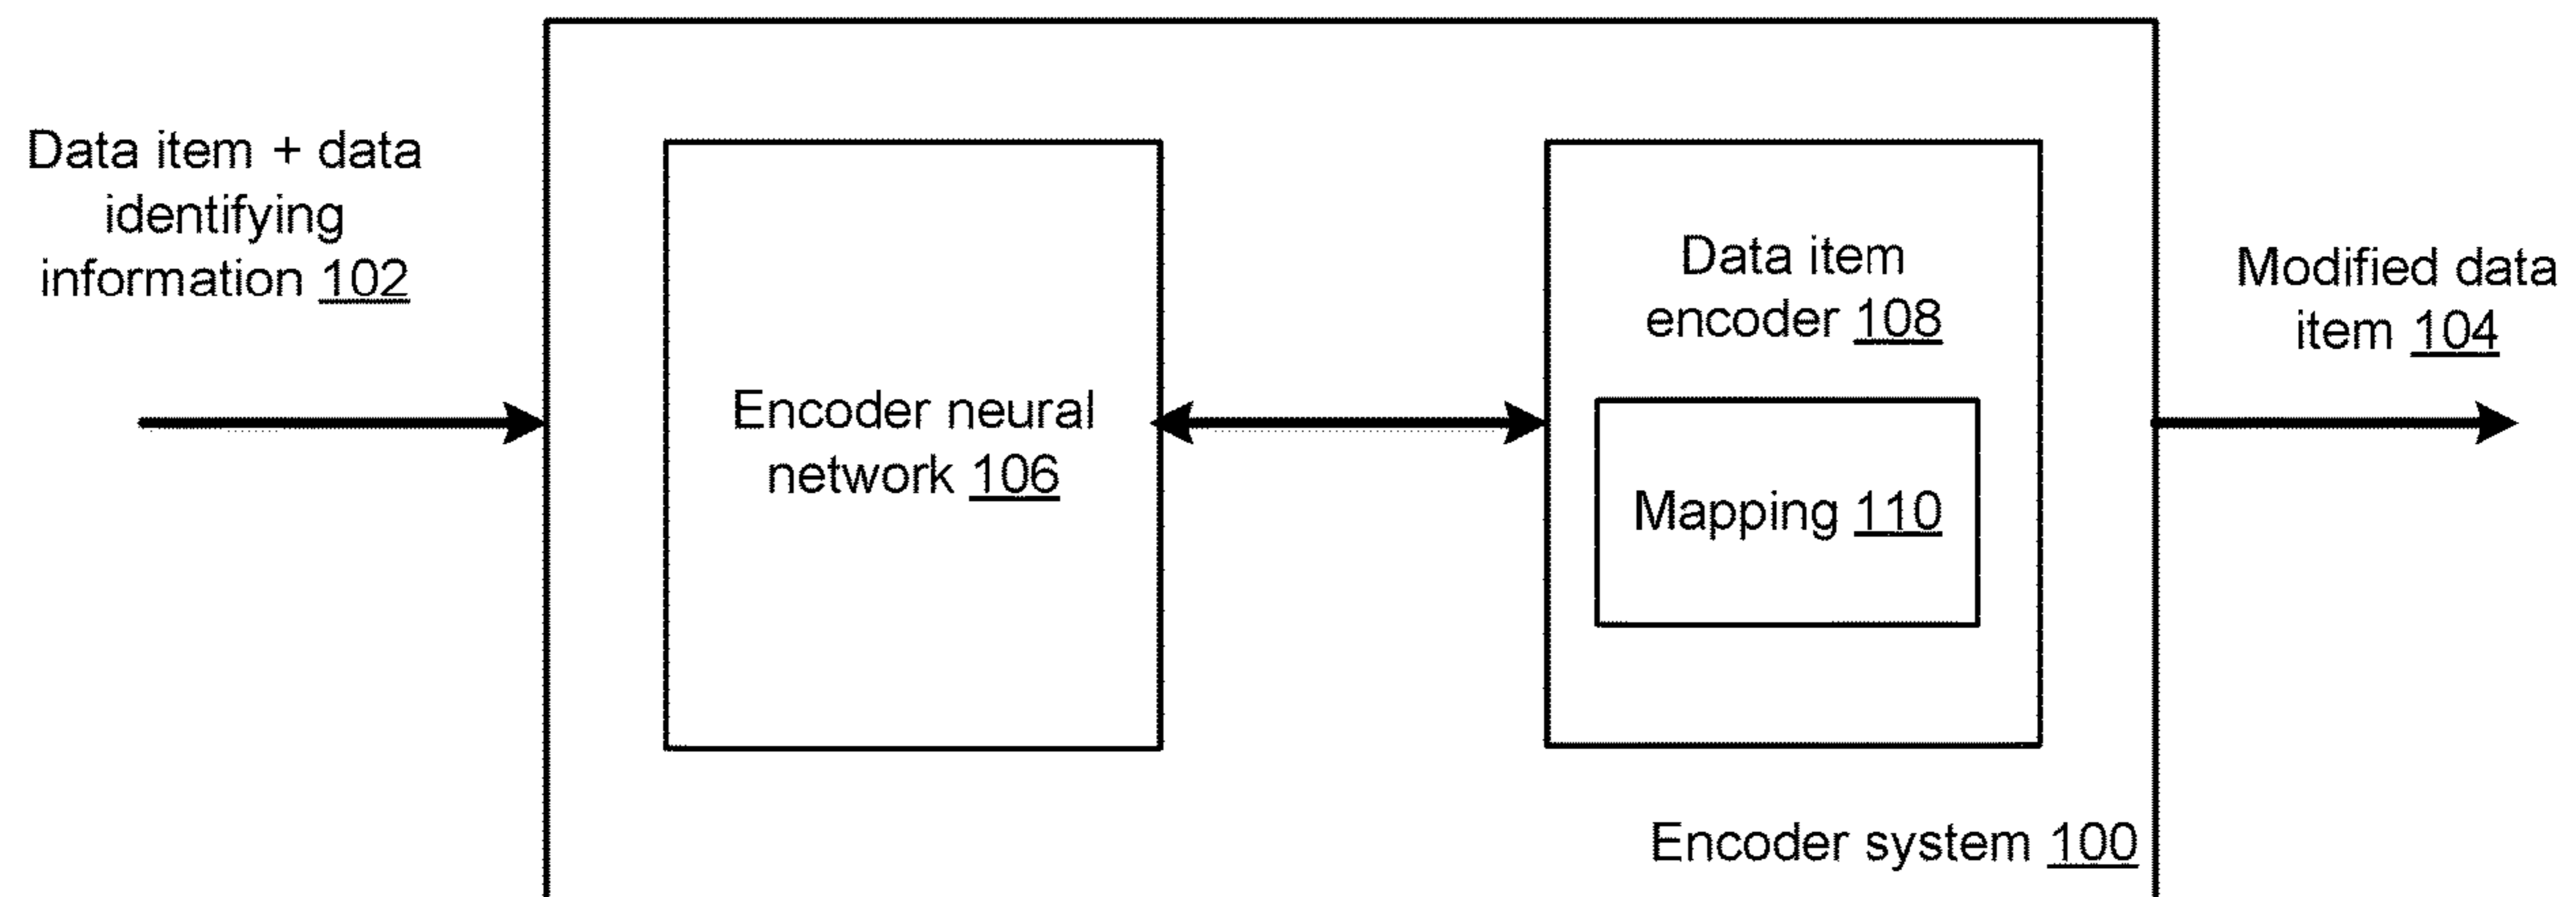 Data item + data
identifying
information 102
Encoder neural
network 106
Data item
encoder 108
Mapping 110
Modified data
item 104
Encoder system 100